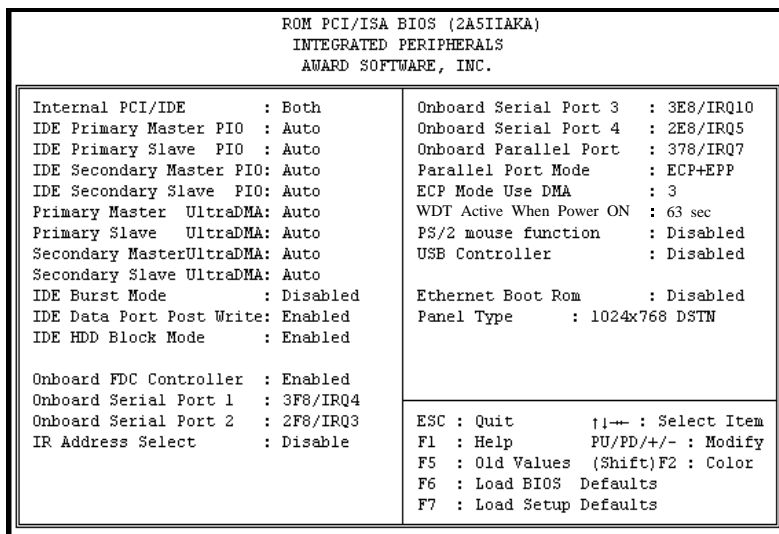 ROM PCI/ISA BIOS (2A5IIAKA)
INTEGRATED PERIPHERALS
AWARD SOFTWARE, INC.
Internal PCI/IDE : Both
IDE Primary Master PIO : Auto
IDE Primary Slave PIO : Auto
IDE Secondary Master PIO: Auto
IDE Secondary Slave PIO: Auto
Primary Master UltraDMA: Auto
Primary Slave UltraDMA: Auto
Secondary MasterUltraDMA: Auto
Secondary Slave UltraDMA: Auto
IDE Burst Mode : Disabled
IDE Data Port Post Write: Enabled
IDE HDD Block Mode : Enabled
Onboard FDC Controller : Enabled
Onboard Serial Port 1 : 3F8/IRQ4
Onboard Serial Port 2 : 2F8/IRQ3
IR Address Select : Disable
Onboard Serial Port 3 : 3E8/IRQ10
Onboard Serial Port 4 : 2E8/IRQ5
Onboard Parallel Port : 378/IRQ7
Parallel Port Mode : ECP+EPP
ECP Mode Use DMA : 3
WDT Active When Power ON : 63 sec
PS/2 mouse function : Disabled
USB Controller : Disabled
Ethernet Boot Rom : Disabled
Panel Type : 1024x768 DSTN
ESC : Quit ↑↓→← : Select Item
F1 : Help PU/PD/+/- : Modify
F5 : Old Values (Shift)F2 : Color
F6 : Load BIOS Defaults
F7 : Load Setup Defaults